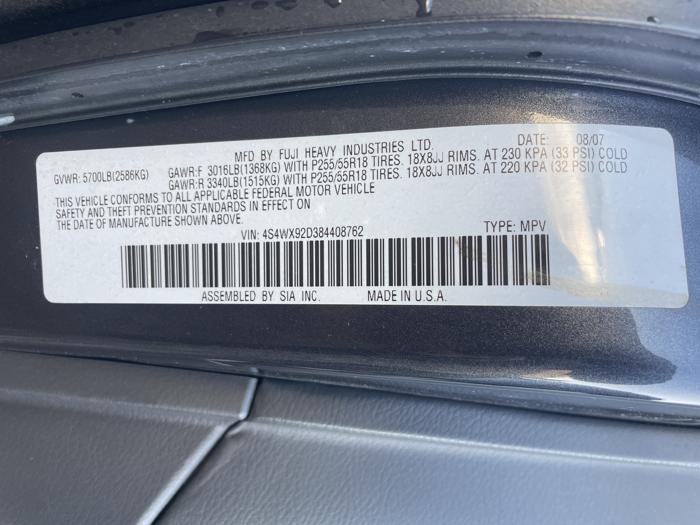 MFD BY FUJI HEAVY INDUSTRIES LTD. DATE: 08/07
GVWR: 5700LB(2586KG) GAWR:F 3016LB(1368KG) WITH P255/55R18 TIRES. 18X8JJ RIMS. AT 230 KPA (33 PSI) COLD
GAWR:R 3340LB(1515KG) WITH P255/55R18 TIRES. 18X8JJ RIMS. AT 220 KPA (32 PSI) COLD
THIS VEHICLE CONFORMS TO ALL APPLICABLE FEDERAL MOTOR VEHICLE
SAFETY AND THEFT PREVENTION STANDARDS IN EFFECT ON
THE DATE OF MANUFACTURE SHOWN ABOVE.
VIN: 4S4WX92D384408762 TYPE: MPV
ASSEMBLED BY SIA INC. MADE IN U.S.A.